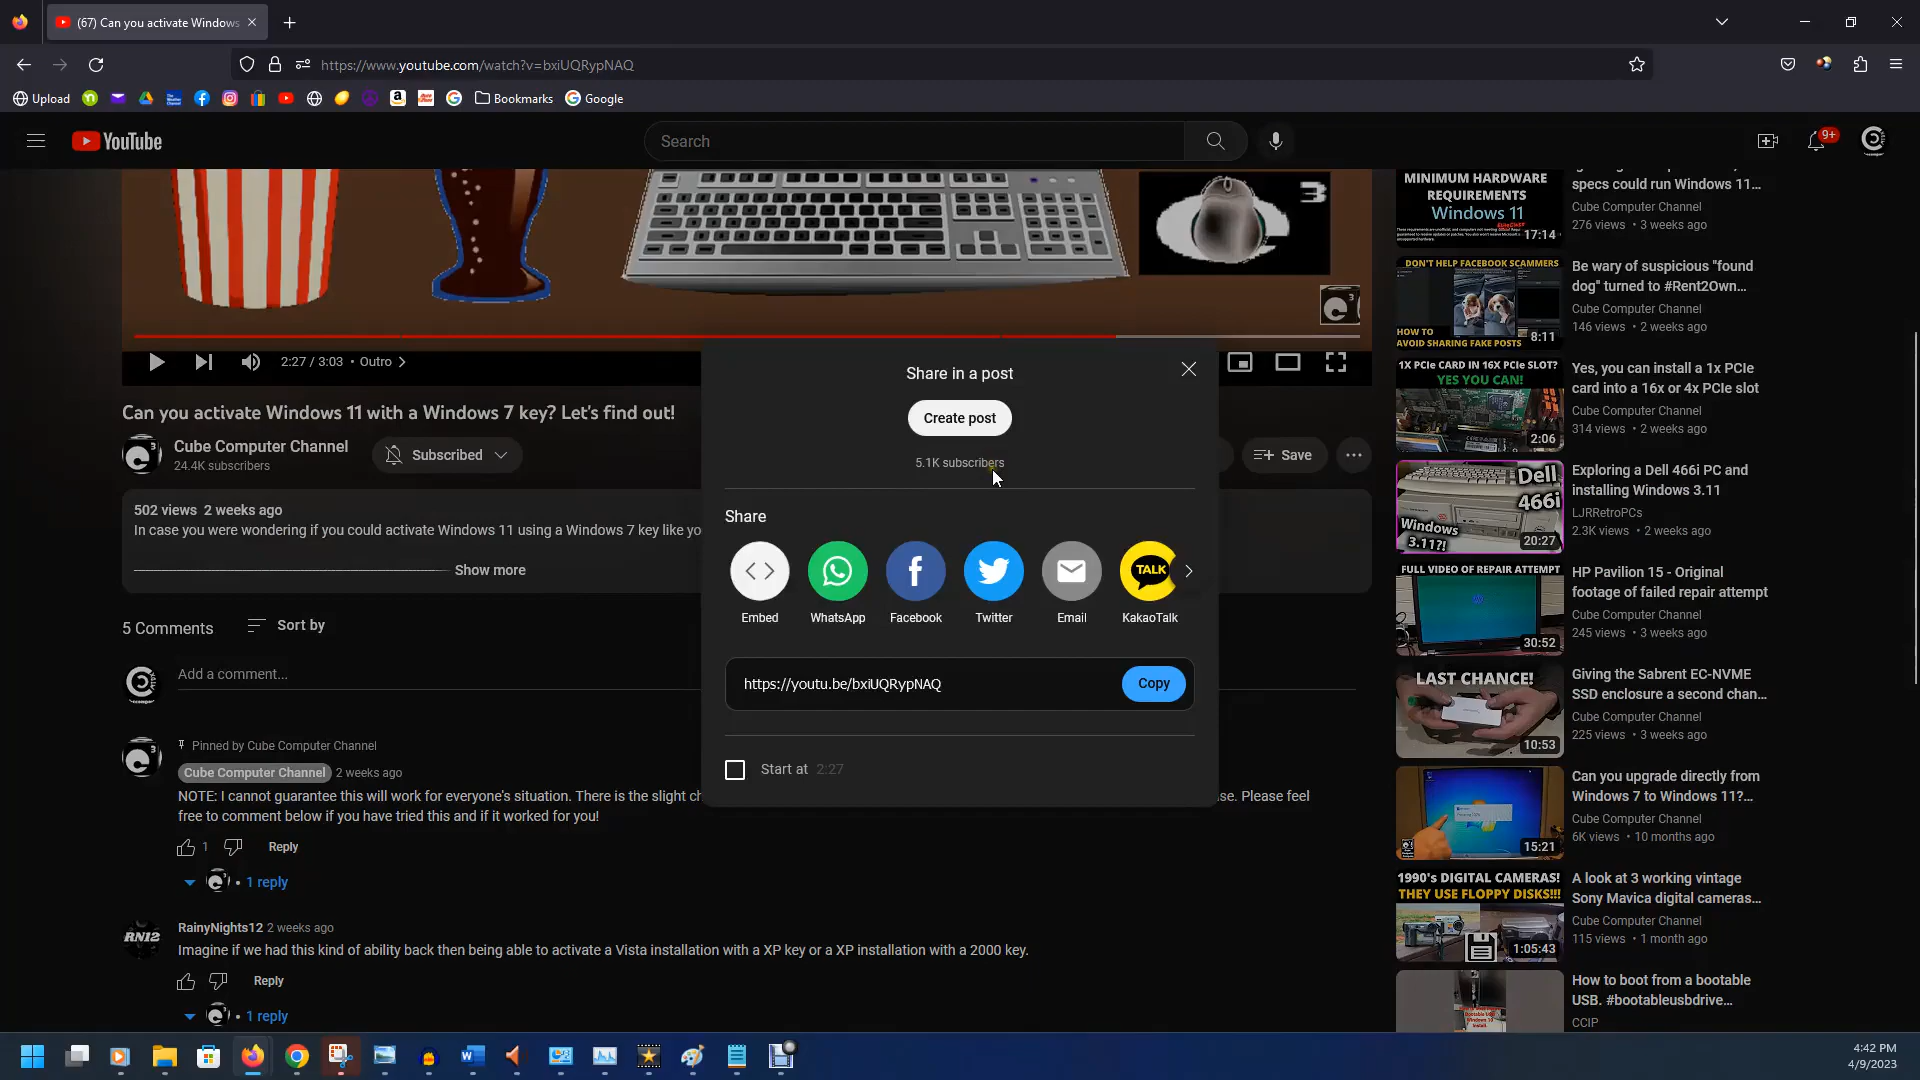 (67) Can you activate Windows
https://www.youtube.com/watch?v=bxiUQRypNAQ
Upload
Bookmarks
Google
YouTube
Search
9+
3
2:27 / 3:03 • Outro
Can you activate Windows 11 with a Windows 7 key? Let's find out!
Cube Computer Channel
24.4K subscribers
Subscribed
Save
502 views 2 weeks ago
In case you were wondering if you could activate Windows 11 using a Windows 7 key like yo
Show more
5 Comments
Sort by
Add a comment...
Pinned by Cube Computer Channel
Cube Computer Channel 2 weeks ago
NOTE: I cannot guarantee this will work for everyone's situation. There is the slight ch
se. Please feel
free to comment below if you have tried this and if it worked for you!
1
Reply
• 1 reply
RN12
RainyNights12 2 weeks ago
Imagine if we had this kind of ability back then being able to activate a Vista installation with a XP key or a XP installation with a 2000 key.
Reply
• 1 reply
Share in a post
Create post
5.1K subscribers
Share
Embed
WhatsApp
Facebook
Twitter
Email
TALK
KakaoTalk
https://youtu.be/bxiUQRypNAQ
Copy
Start at 2:27
MINIMUM HARDWARE
REQUIREMENTS
Windows 11
17:14
specs could run Windows 11...
Cube Computer Channel
276 views • 3 weeks ago
DON'T HELP FACEBOOK SCAMMERS
HOW TO
AVOID SHARING FAKE POSTS
8:11
Be wary of suspicious "found
dog" turned to #Rent2Own...
Cube Computer Channel
146 views • 2 weeks ago
1X PCIe CARD IN 16X PCIe SLOT?
YES YOU CAN!
2:06
Yes, you can install a 1x PCIe
card into a 16x or 4x PCIe slot
Cube Computer Channel
314 views • 2 weeks ago
Dell
466i
Windows
3.11?!
20:27
Exploring a Dell 466i PC and
installing Windows 3.11
LJRRetroPCs
2.3K views • 2 weeks ago
FULL VIDEO OF REPAIR ATTEMPT
30:52
HP Pavilion 15 - Original
footage of failed repair attempt
Cube Computer Channel
245 views • 3 weeks ago
LAST CHANCE!
10:53
Giving the Sabrent EC-NVME
SSD enclosure a second chan...
Cube Computer Channel
225 views • 3 weeks ago
15:21
Can you upgrade directly from
Windows 7 to Windows 11?...
Cube Computer Channel
6K views • 10 months ago
1990's DIGITAL CAMERAS!
THEY USE FLOPPY DISKS!!!
1:05:43
A look at 3 working vintage
Sony Mavica digital cameras...
Cube Computer Channel
115 views • 1 month ago
How to boot from a bootable
USB. #bootableusbdrive...
CCIP
4:42 PM
4/9/2023